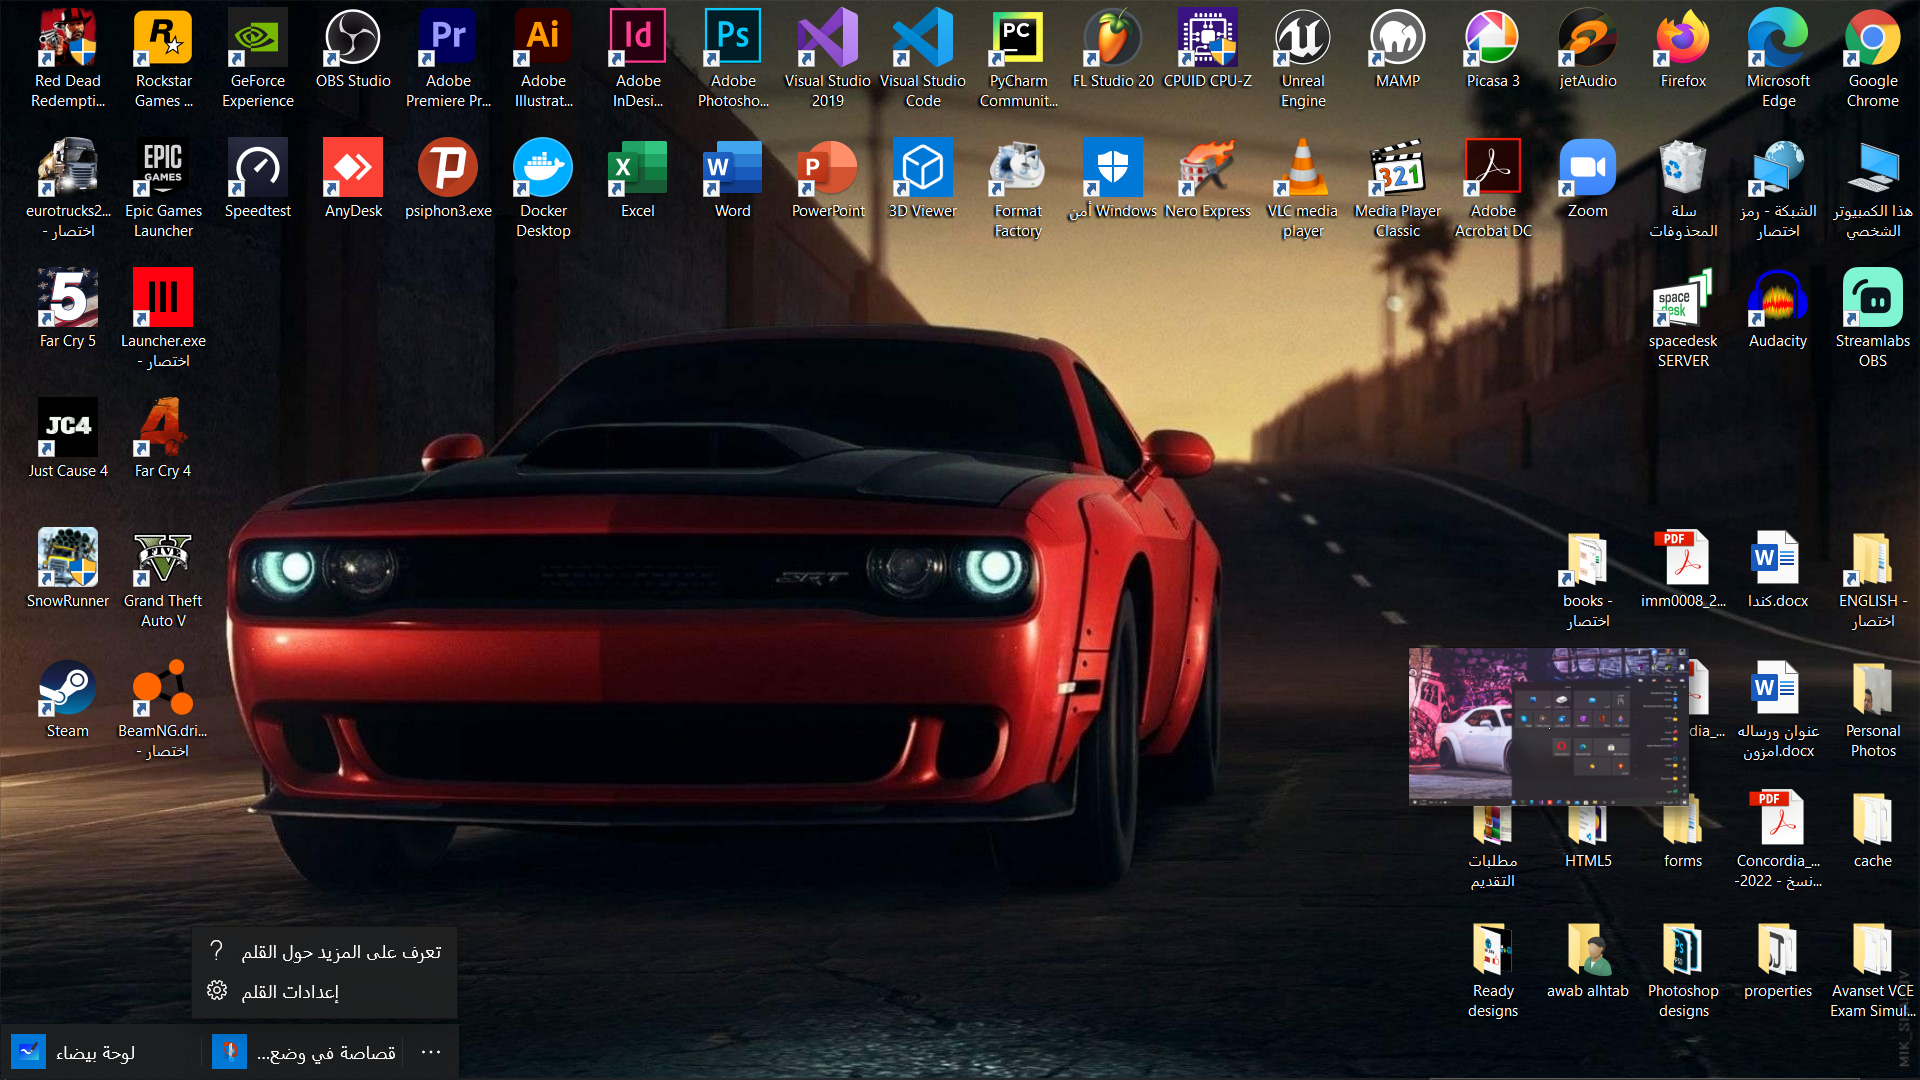 Red Dead Redempti...
Rockstar Games ...
GeForce Experience
OBS Studio
Adobe Premiere Pr...
Adobe Illustrat...
Adobe InDesi...
Adobe Photosho...
Visual Studio 2019
Visual Studio Code
PyCharm Communit...
FL Studio 20
CPUID CPU-Z
Unreal Engine
MAMP
Picasa 3
jetAudio
Firefox
Microsoft Edge
Google Chrome
eurotrucks2... - اختصار
Epic Games Launcher
Speedtest
AnyDesk
psiphon3.exe
Docker Desktop
Excel
Word
PowerPoint
3D Viewer
Format Factory
أمن Windows
Nero Express
VLC media player
Media Player Classic
Adobe Acrobat DC
Zoom
سلة المحذوفات
الشبكة - رمز اختصار
هذا الكمبيوتر الشخصي
Far Cry 5
Launcher.exe - اختصار
spacedesk SERVER
Audacity
Streamlabs OBS
Just Cause 4
Far Cry 4
SnowRunner
Grand Theft Auto V
books - اختصار
imm0008_2...
كندا.docx
ENGLISH - اختصار
Steam
BeamNG.dri... - اختصار
dia_...
عنوان ورساله امزون.docx
Personal Photos
مطلبات التقديم
HTML5
forms
Concordia_... -2022 - نسخ...
cache
Ready designs
awab alhtab
Photoshop designs
properties
Avanset VCE Exam Simul...
SRT
تعرف على المزيد حول القلم
إعدادات القلم
لوحة بيضاء
قصاصة في وضع...